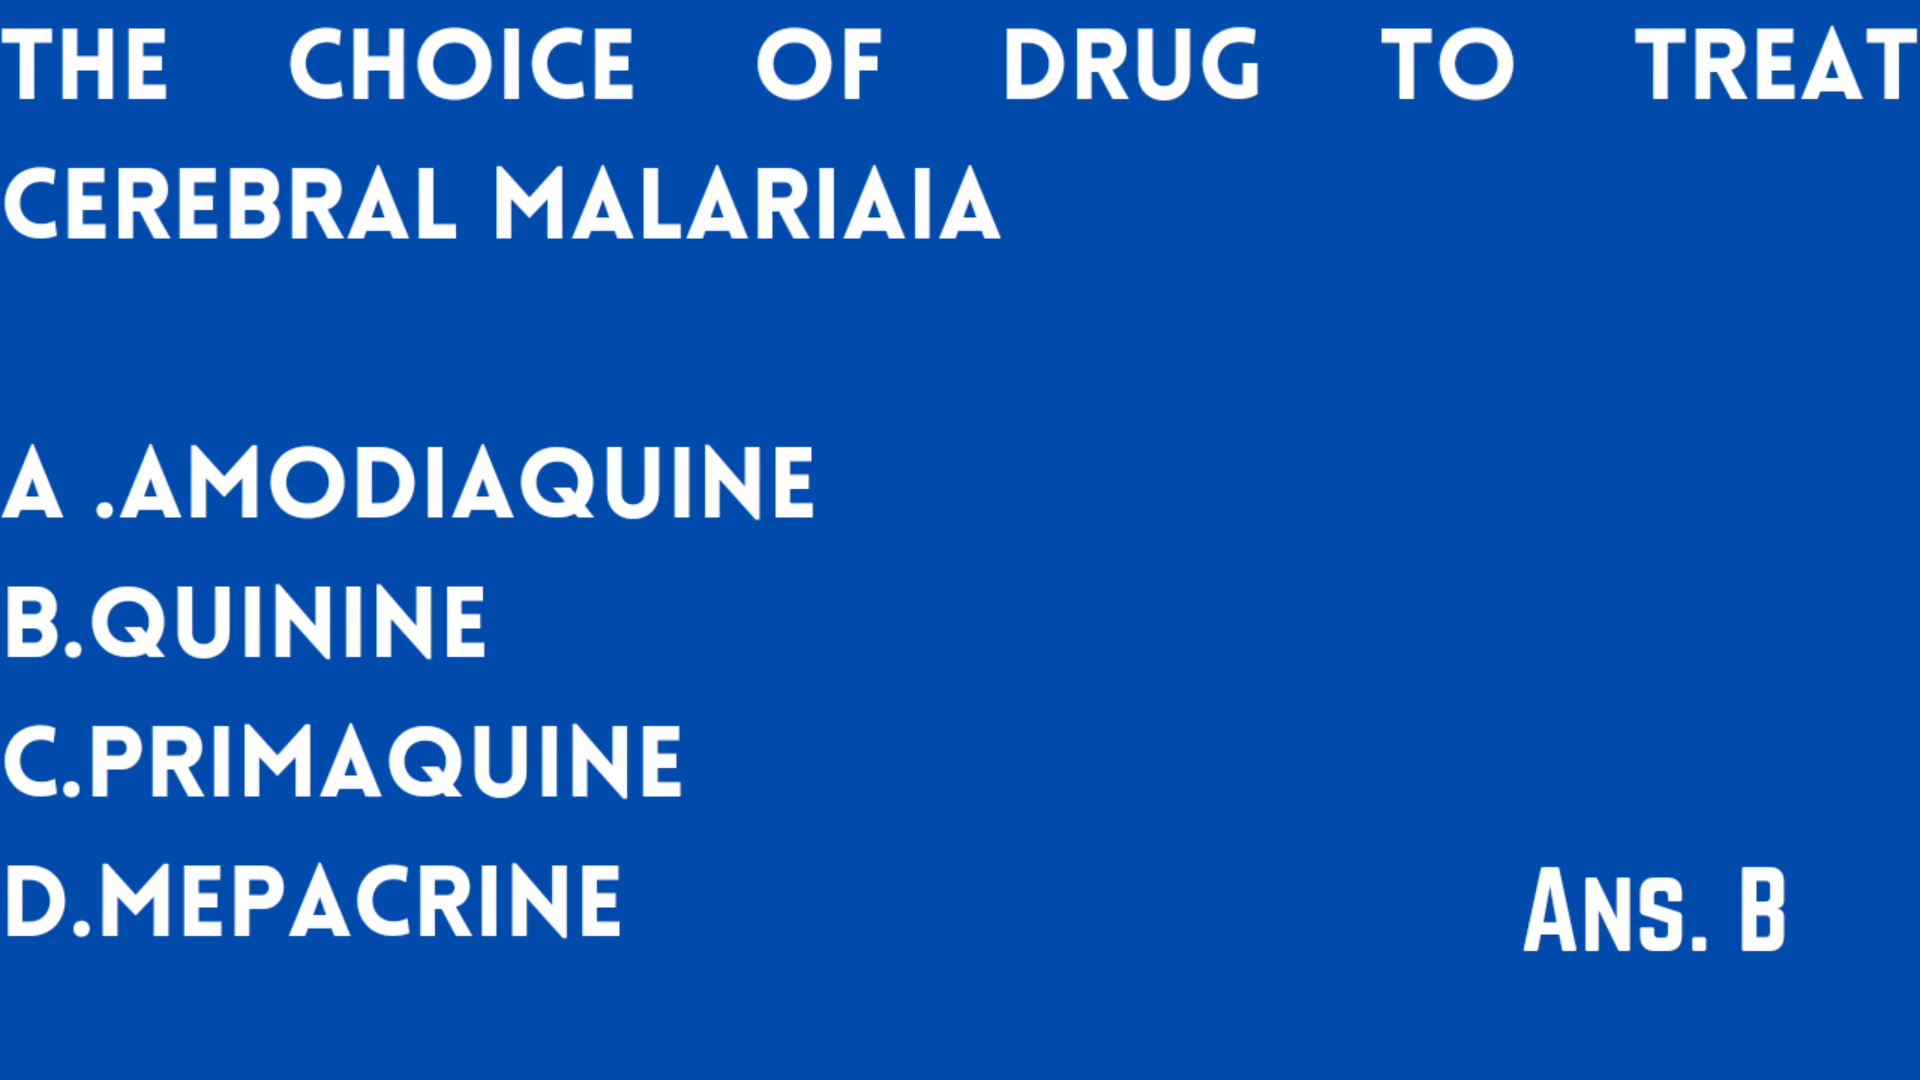 THE CHOICE OF DRUG TO TREAT
CEREBRAL MALARIAIA
A .AMODIAQUINE
B.QUININE
C.PRIMAQUINE
D.MEPACRINE
ANS. B